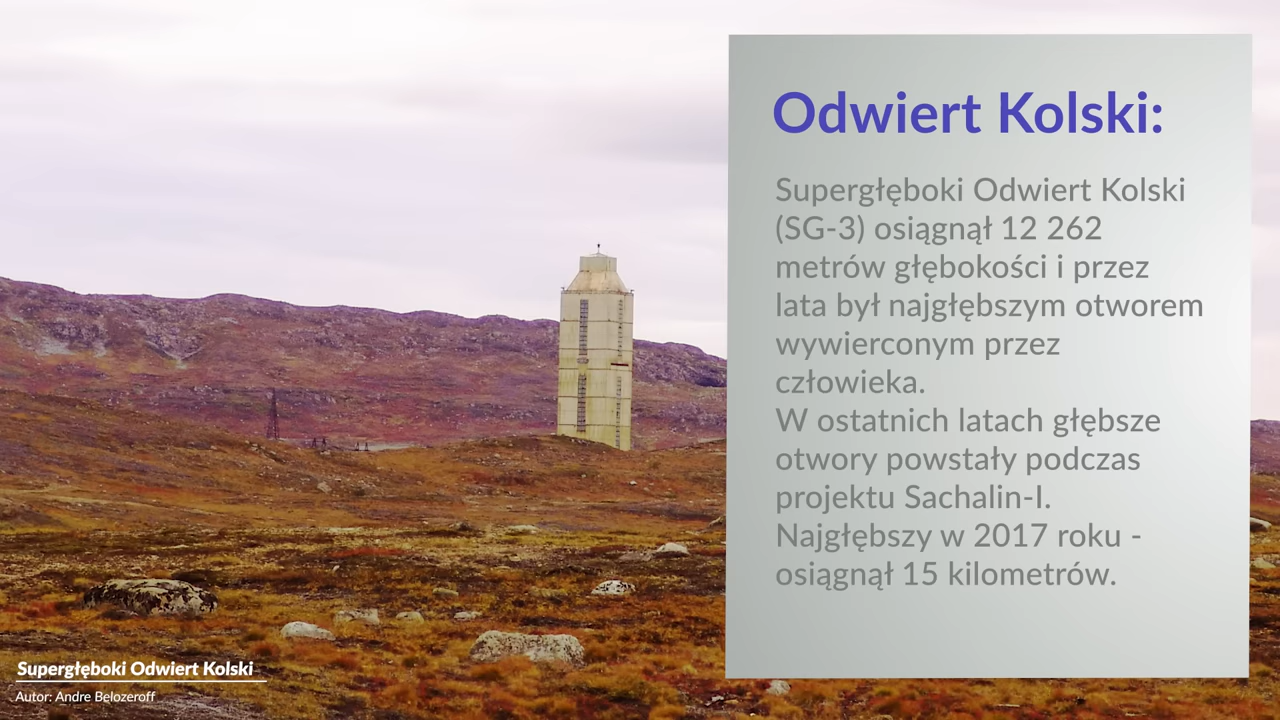 Odwiert Kolski:
Supergłęboki Odwiert Kolski
(SG-3) osiągnął 12 262
metrów głębokości i przez
lata był najgłębszym otworem
wywierconym przez
człowieka.
W ostatnich latach głębsze
otwory powstały podczas
projektu Sachalin-I.
Najgłębszy w 2017 roku -
osiągnął 15 kilometrów.
Supergłęboki Odwiert Kolski
Autor: Andre Belozeroff